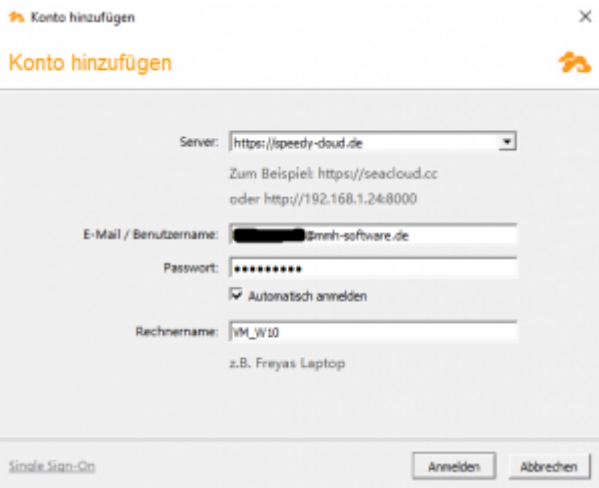 Konto hinzufügen
Konto hinzufügen
Server: https://speedy-cloud.de
Zum Beispiel: https://seacloud.cc
oder http://192.168.1.24:8000
E-Mail / Benutzername: @mmh-software.de
Passwort: •••••••••
Automatisch anmelden
Rechnername: VM_W10
z.B. Freyas Laptop
Single Sign-On Anmelden Abbrechen